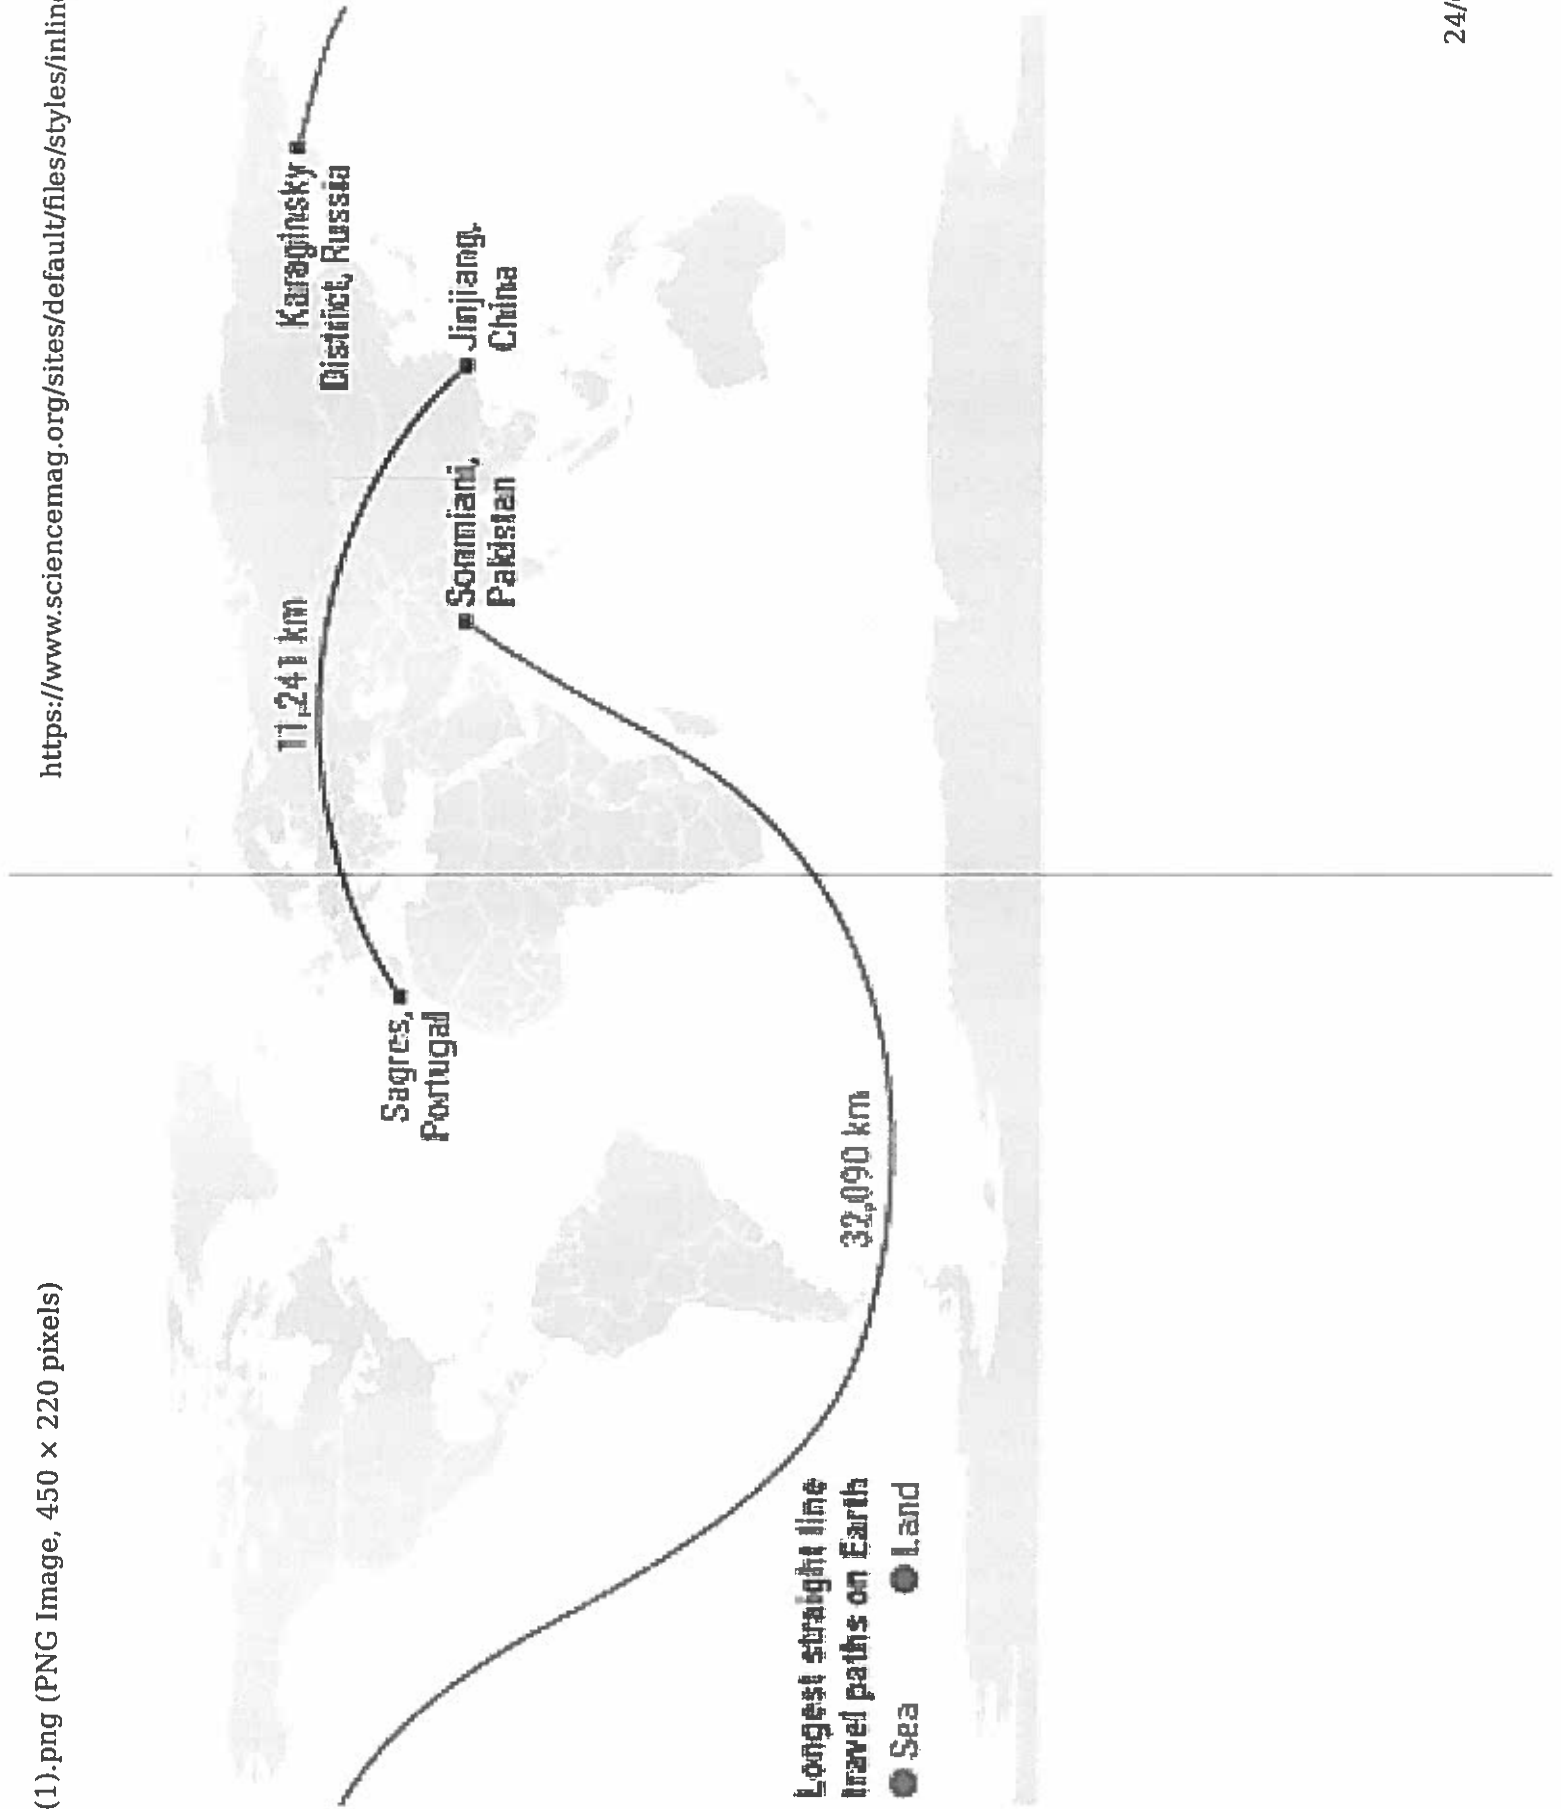 (1).png (PNG Image, 450 × 220 pixels)
https://www.sciencemag.org/sites/default/files/styles/inline
Karaginsky
District, Russia
11,241 km
Jinjiang,
China
Sonmiani,
Pakistan
Sagres,
Portugal
32,090 km
Longest straight line
travel paths on Earth
Sea
Land
24/